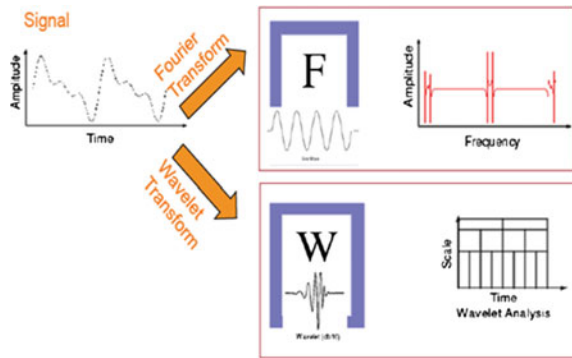 Signal
Amplitude
Time
Fourier
Transform
F
Amplitude
Frequency
Wavelet
Transform
W
Scale
Time
Wavelet Analysis